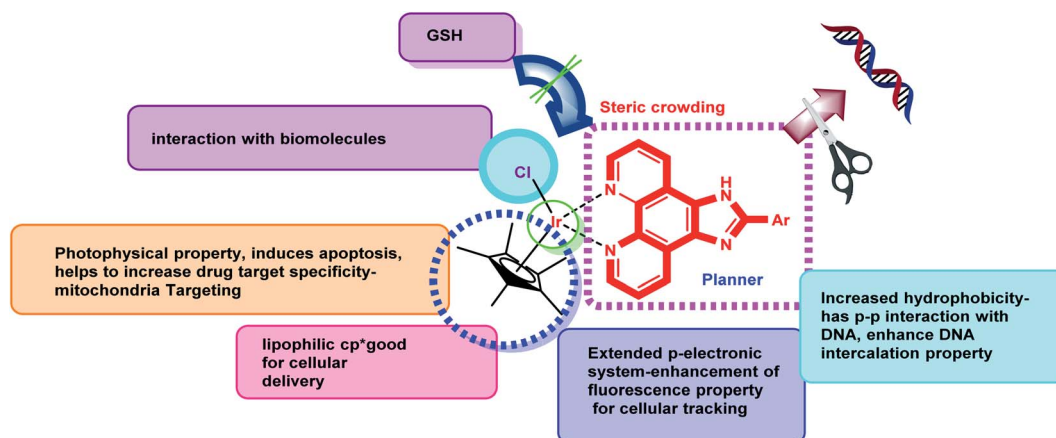 GSH
Steric crowding
interaction with biomolecules
Cl
Ir
N
N
H
N
N
Ar
Planner
Photophysical property, induces apoptosis,
helps to increase drug target specificity-
mitochondria Targeting
lipophilic cp*good
for cellular
delivery
Extended p-electronic
system-enhancement of
fluorescence property
for cellular tracking
Increased hydrophobicity-
has p-p interaction with
DNA, enhance DNA
intercalation property